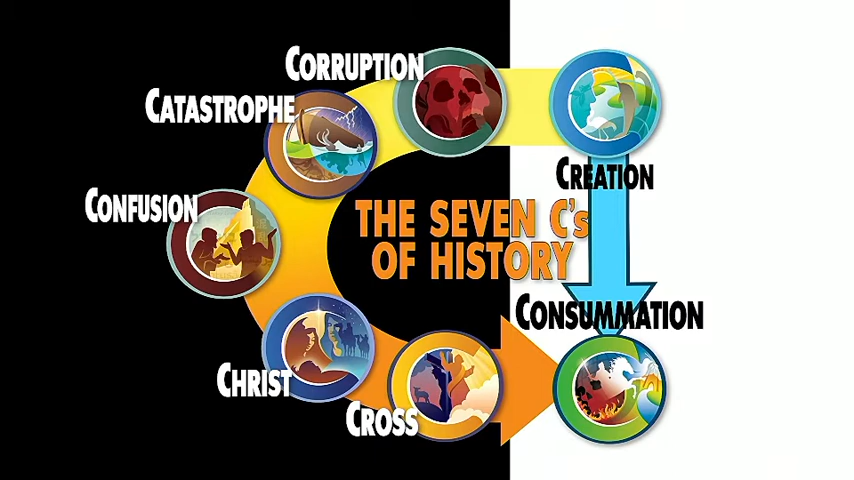 CORRUPTION
CATASTROPHE
CREATION
CONFUSION
THE SEVEN C's
OF HISTORY
CONSUMMATION
CHRIST
CROSS